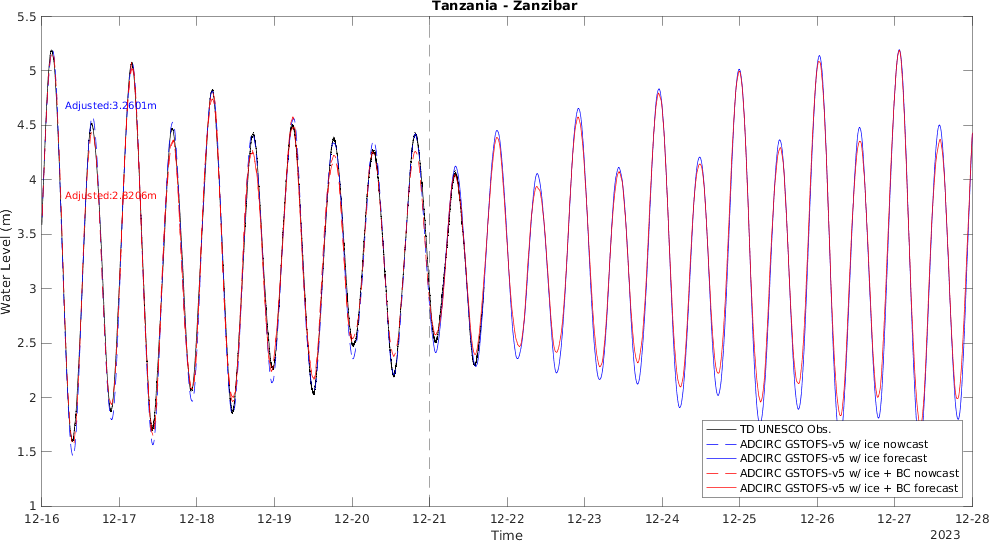 Tanzania - Zanzibar
5.5
5
4.5
4
3.5
3
2.5
2
1.5
1
Water Level (m)
Adjusted:3.2601m
Adjusted:2.8206m
TD UNESCO Obs.
ADCIRC GSTOFS-v5 w/ ice nowcast
ADCIRC GSTOFS-v5 w/ ice forecast
ADCIRC GSTOFS-v5 w/ ice + BC nowcast
ADCIRC GSTOFS-v5 w/ ice + BC forecast
12-16 12-17 12-18 12-19 12-20 12-21 12-22 12-23 12-24 12-25 12-26 12-27 12-28
Time
2023